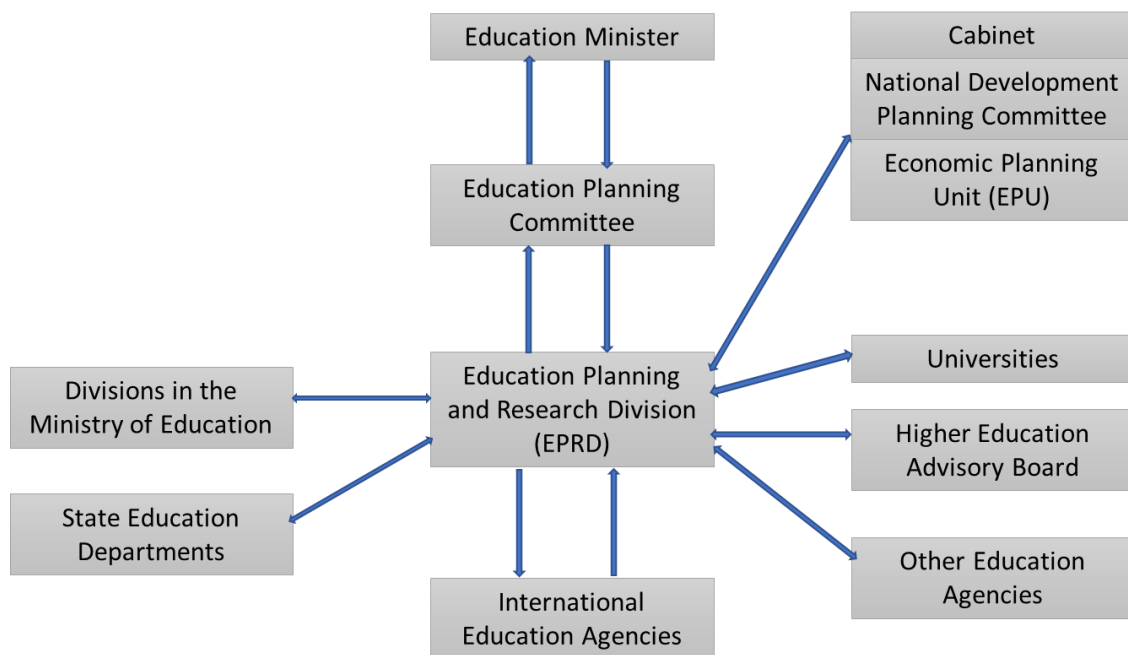 Education Minister
Cabinet
National Development
Planning Committee
Economic Planning
Unit (EPU)
Education Planning
Committee
Education Planning
and Research Division
(EPRD)
Divisions in the
Ministry of Education
State Education
Departments
Universities
Higher Education
Advisory Board
Other Education
Agencies
International
Education Agencies